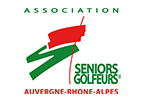 ASSOCIATION
SENIORS
GOLFEURS
AUVERGNE-RHONE-ALPES